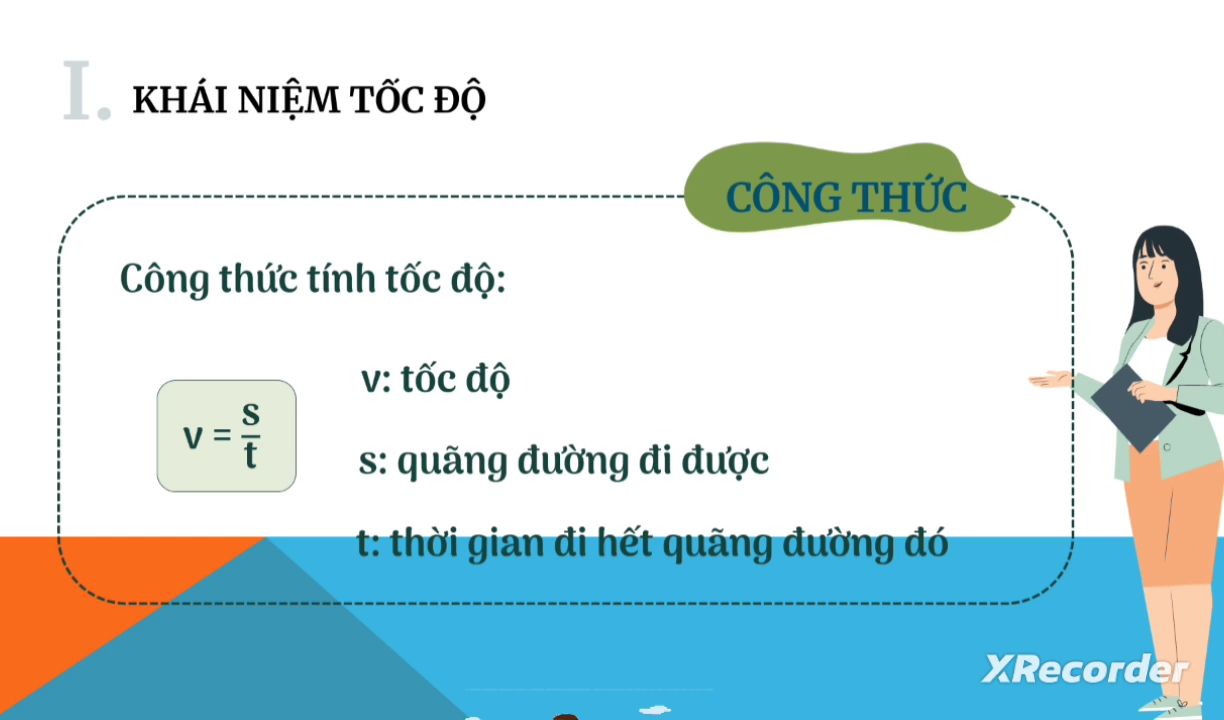 I. KHÁI NIỆM TỐC ĐỘ
CÔNG THỨC
Công thức tính tốc độ:
v = s/t
v: tốc độ
s: quãng đường đi được
t: thời gian đi hết quãng đường đó
XRecorder